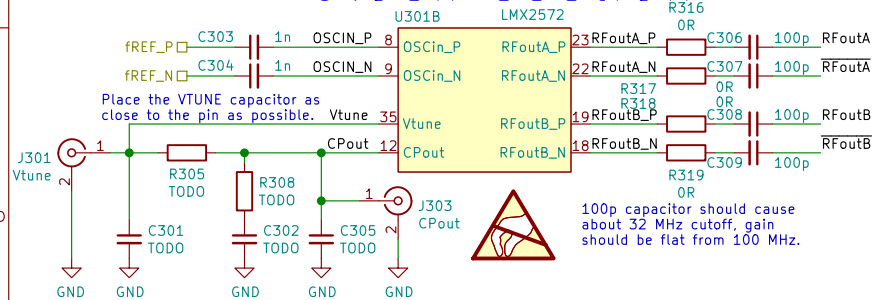 R316
U301B LMX2572 0R
C303 1n OSCIN_P 8 OSCin_P RFoutA_P 23 RFoutA_P C306 100p RFoutA
fREF_P
fREF_N C304 1n OSCIN_N 9 OSCin_N RFoutA_N 22 RFoutA_N C307 100p RFoutA
R317 0R
R318 0R
Place the VTUNE capacitor as
close to the pin as possible.
Vtune 35 Vtune RFoutB_P 19 RFoutB_P C308 100p RFoutB
CPout 12 CPout RFoutB_N 18 RFoutB_N C309 100p RFoutB
J301 1
Vtune
2
R305
TODO
R308
TODO
R319
0R
1 J303
CPout
2
100p capacitor should cause
about 32 MHz cutoff, gain
should be flat from 100 MHz.
C301
TODO
C302
TODO
C305
TODO
GND GND GND GND GND